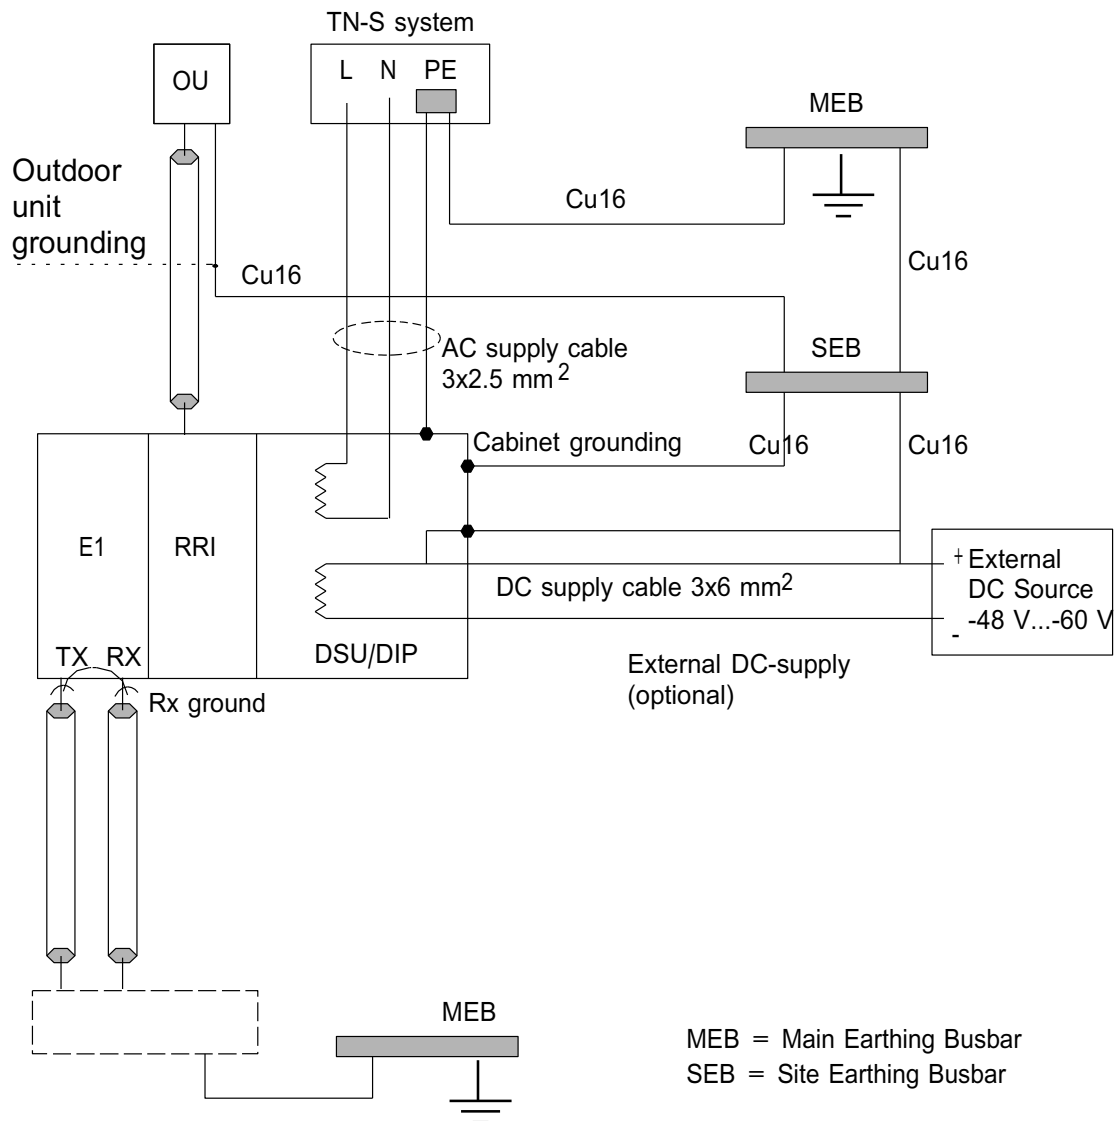 TN-S system
OU
L N PE
MEB
Outdoor
unit
grounding
Cu16
Cu16
Cu16
AC supply cable
3x2.5 mm 2
SEB
Cabinet grounding
Cu16
Cu16
E1
RRI
+ External
DC Source
-48 V...-60 V
-
DC supply cable 3x6 mm2
TX RX
DSU/DIP
External DC-supply
(optional)
Rx ground
MEB
MEB = Main Earthing Busbar
SEB = Site Earthing Busbar